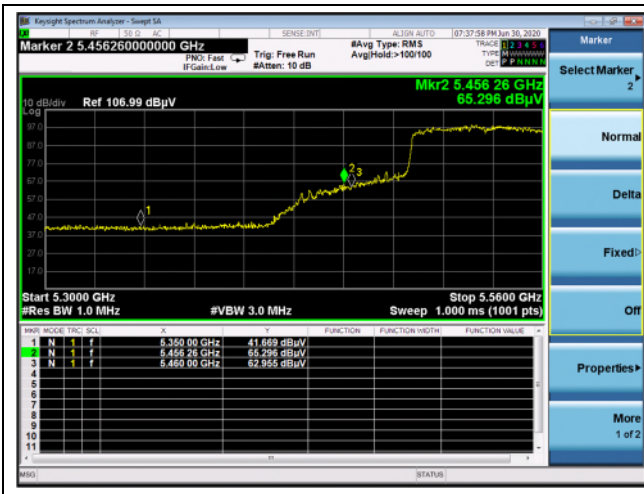 Keysight Spectrum Analyzer - Swept SA
RF 50 Ω AC SENSE:INT ALIGN AUTO 07:37:58 PM Jun 30, 2020
Marker 2 5.456260000000 GHz
PNO: Fast
IFGain:Low
Trig: Free Run
#Atten: 10 dB
#Avg Type: RMS
Avg|Hold:>100/100
TRACE 1 2 3 4 5 6
TYPE M W W W W W
DET P P N N N N
Mkr2 5.456 26 GHz
65.296 dBµV
10 dB/div Ref 106.99 dBµV
Log
97.0
87.0
77.0
67.0
57.0
47.0
37.0
27.0
17.0
1
2
3
Start 5.3000 GHz Stop 5.5600 GHz
#Res BW 1.0 MHz #VBW 3.0 MHz Sweep 1.000 ms (1001 pts)
MKR MODE TRC SCL X Y FUNCTION FUNCTION WIDTH FUNCTION VALUE
1 N 1 f 5.350 00 GHz 41.669 dBµV
2 N 1 f 5.456 26 GHz 65.296 dBµV
3 N 1 f 5.460 00 GHz 62.955 dBµV
4
5
6
7
8
9
10
11
MSG STATUS
Marker
Select Marker
2
Normal
Delta
Fixed
Off
Properties
More
1 of 2